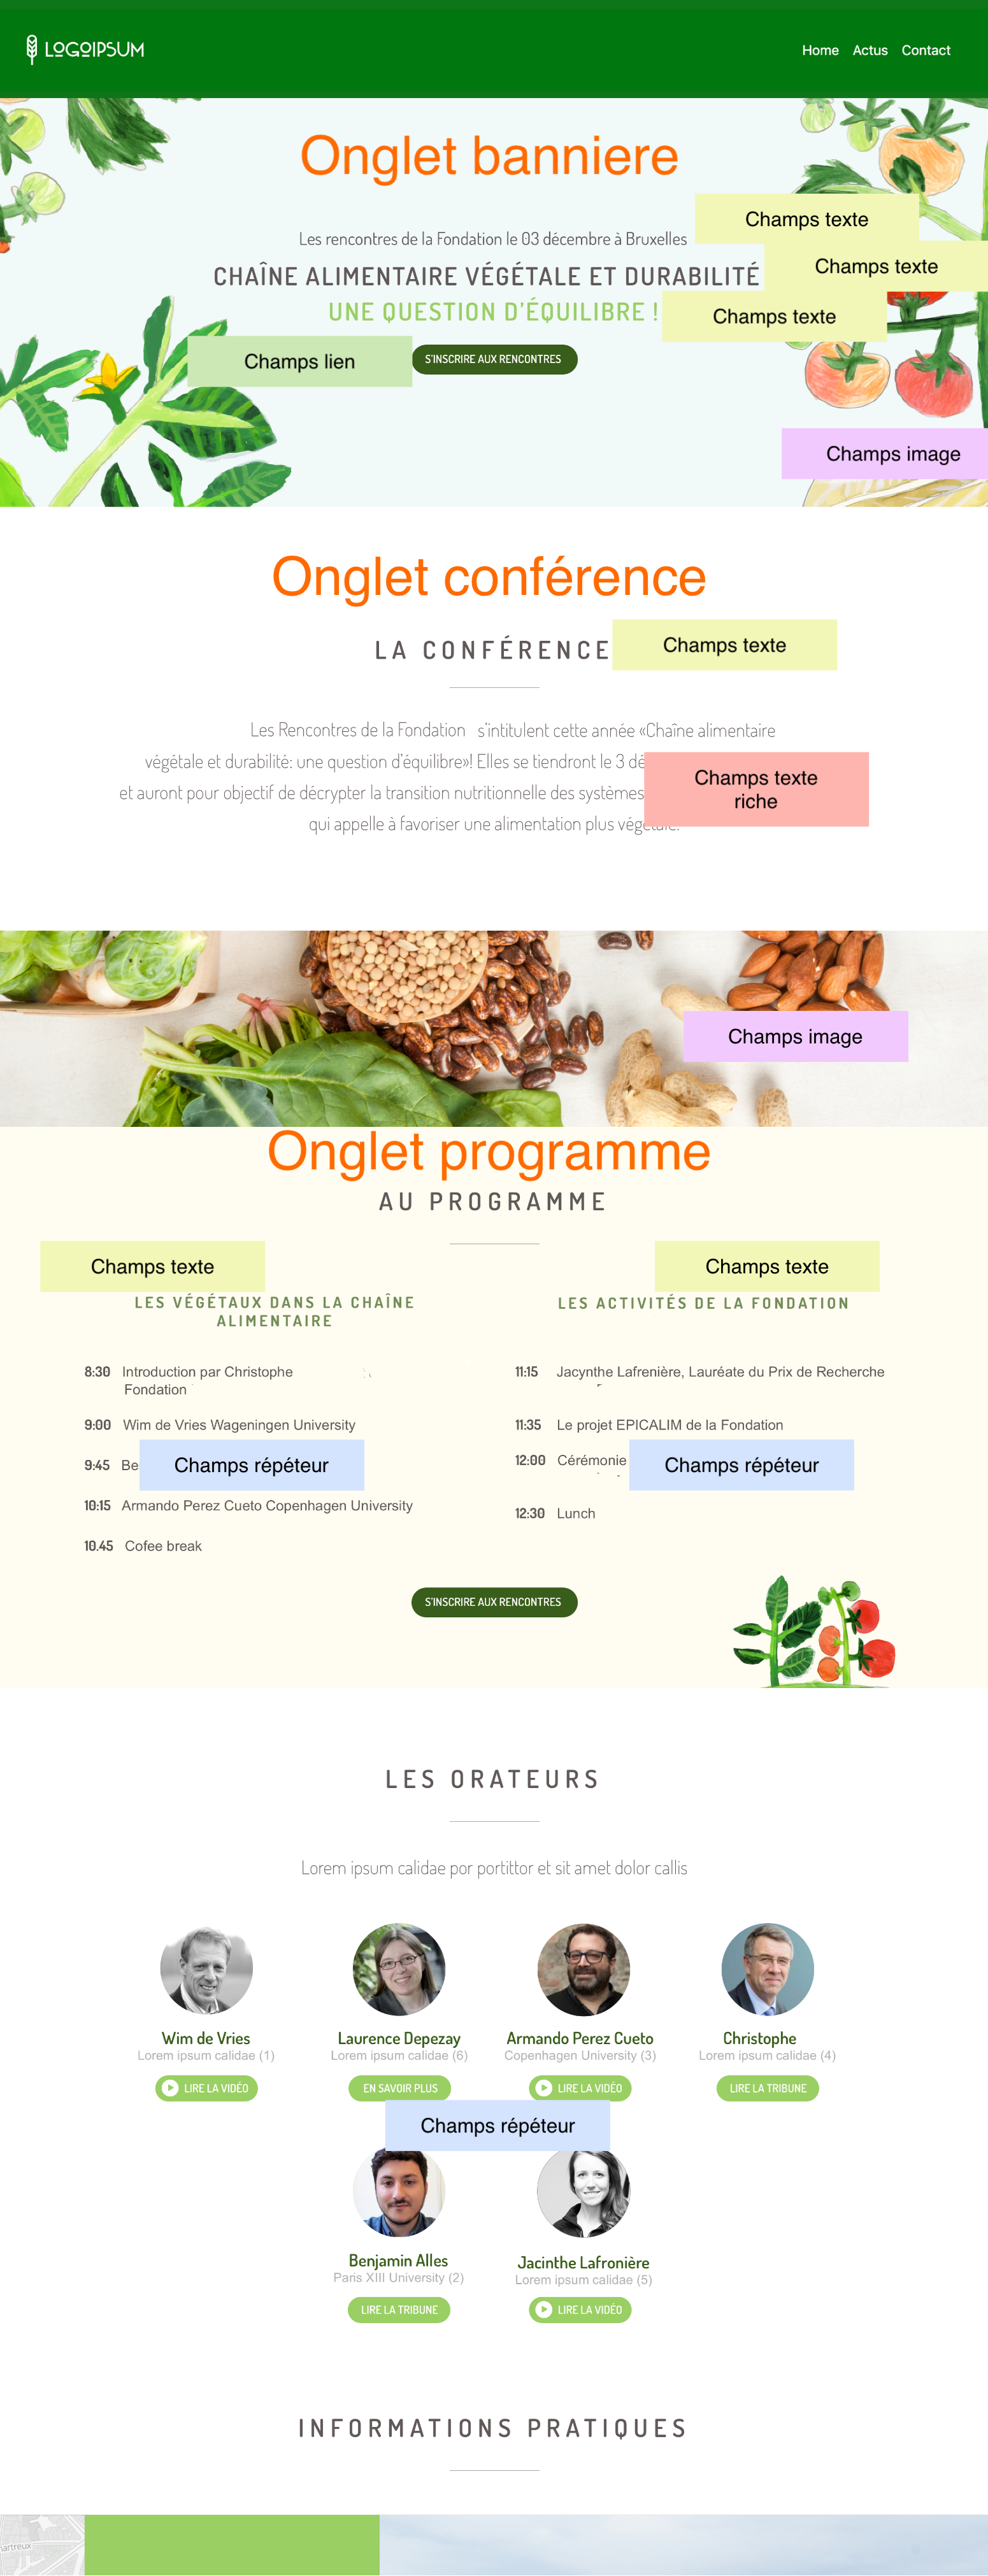 LOGOIPSUM
Home Actus Contact
Onglet banniere
Champs texte
Les rencontres de la Fondation le 03 décembre à Bruxelles
Champs texte
CHAÎNE ALIMENTAIRE VÉGÉTALE ET DURABILITÉ
UNE QUESTION D'ÉQUILIBRE !
Champs texte
Champs lien
S'INSCRIRE AUX RENCONTRES
Champs image
Onglet conférence
LA CONFÉRENCE
Champs texte
Les Rencontres de la Fondation s'intitulent cette année «Chaîne alimentaire
végétale et durabilité: une question d'équilibre»! Elles se tiendront le 3
et auront pour objectif de décrypter la transition nutritionnelle des systèmes
qui appelle à favoriser une alimentation plus
Champs texte
riche
Champs image
Onglet programme
AU PROGRAMME
Champs texte
Champs texte
LES VÉGÉTAUX DANS LA CHAÎNE
ALIMENTAIRE
8:30 Introduction par Christophe
Fondation
9:00 Wim de Vries Wageningen University
9:45 Be
Champs répéteur
10:15 Armando Perez Cueto Copenhagen University
10.45 Cofee break
LES ACTIVITÉS DE LA FONDATION
11:15 Jacynthe Lafrenière, Lauréate du Prix de Recherche
11:35 Le projet EPICALIM de la Fondation
12:00 Cérémonie
Champs répéteur
12:30 Lunch
S'INSCRIRE AUX RENCONTRES
LES ORATEURS
Lorem ipsum calidae por portittor et sit amet dolor callis
Wim de Vries
Lorem ipsum calidae (1)
LIRE LA VIDÉO
Laurence Depezay
Lorem ipsum calidae (6)
EN SAVOIR PLUS
Armando Perez Cueto
Copenhagen University (3)
LIRE LA VIDÉO
Christophe
Lorem ipsum calidae (4)
LIRE LA TRIBUNE
Champs répéteur
Benjamin Alles
Paris XIII University (2)
LIRE LA TRIBUNE
Jacinthe Lafronière
Lorem ipsum calidae (5)
LIRE LA VIDÉO
INFORMATIONS PRATIQUES